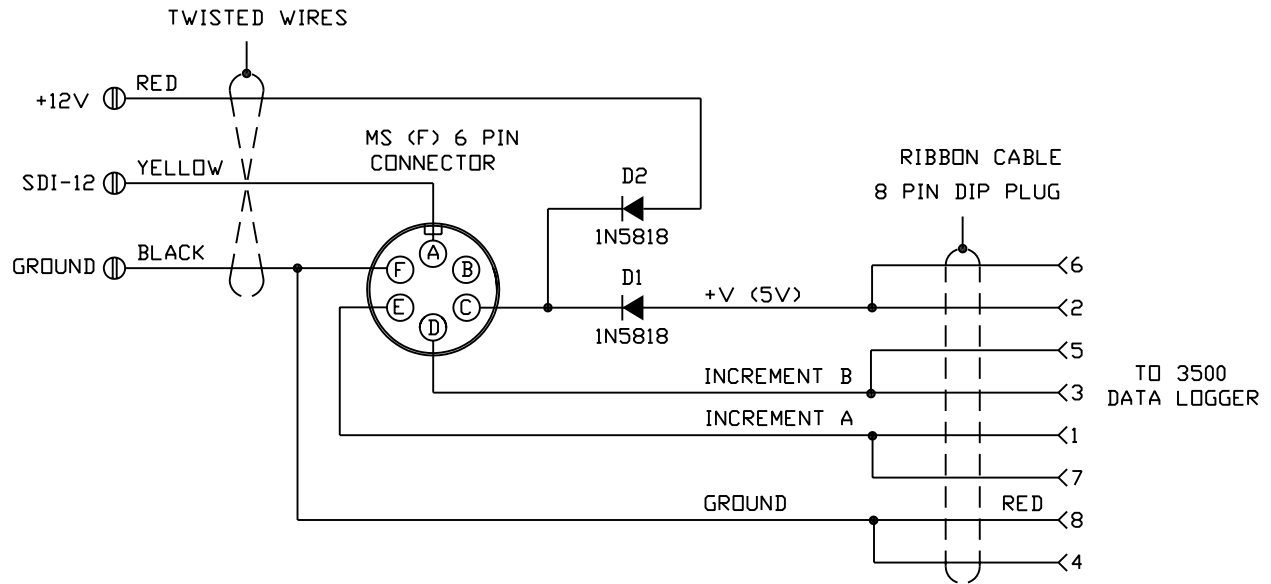 TWISTED WIRES
+12V
RED
SDI-12
YELLOW
GROUND
BLACK
MS (F) 6 PIN
CONNECTOR
A
B
C
D
E
F
D2
1N5818
D1
1N5818
+V (5V)
INCREMENT B
INCREMENT A
GROUND
RED
RIBBON CABLE
8 PIN DIP PLUG
6
2
5
3
1
7
8
4
TO 3500
DATA LOGGER